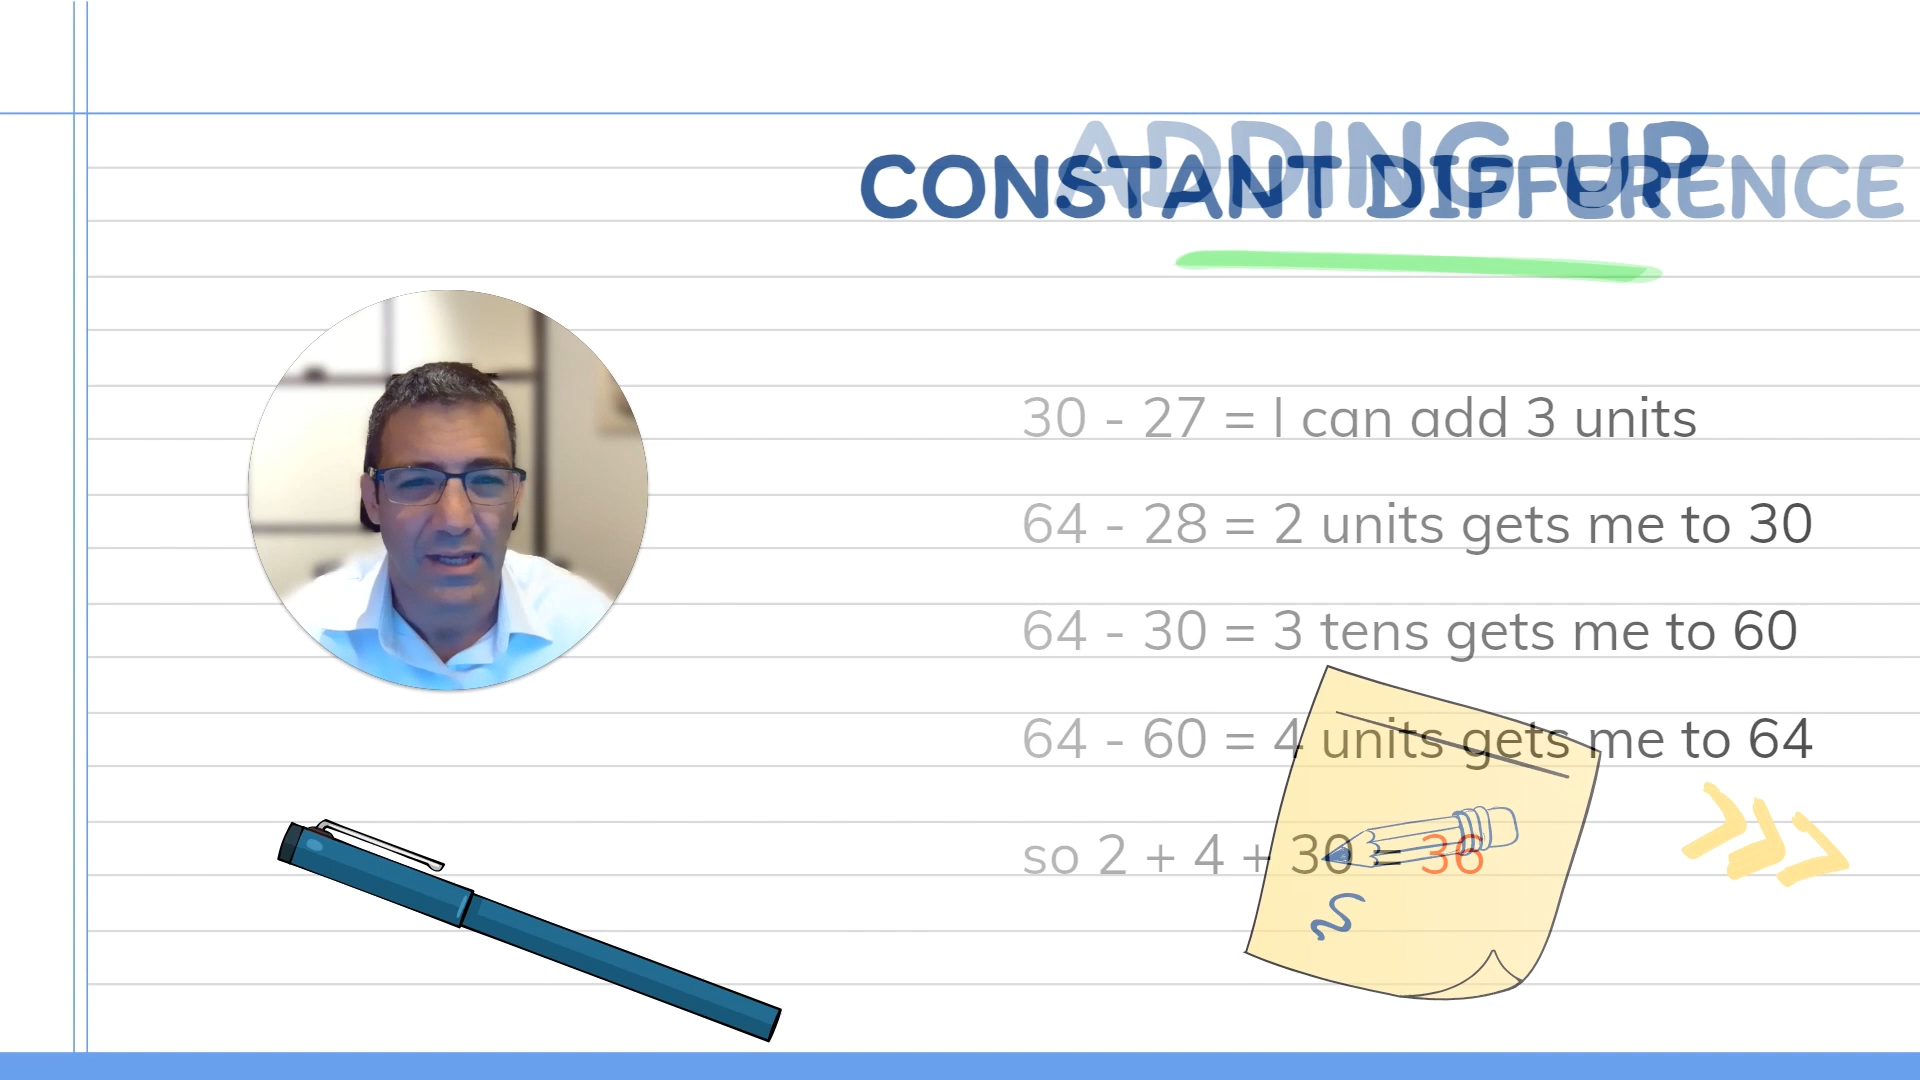 ADDING UP
CONSTANT DIFFERENCE
30 - 27 = I can add 3 units
64 - 28 = 2 units gets me to 30
64 - 30 = 3 tens gets me to 60
64 - 60 = 4 units gets me to 64
so 2 + 4 + 30 = 36